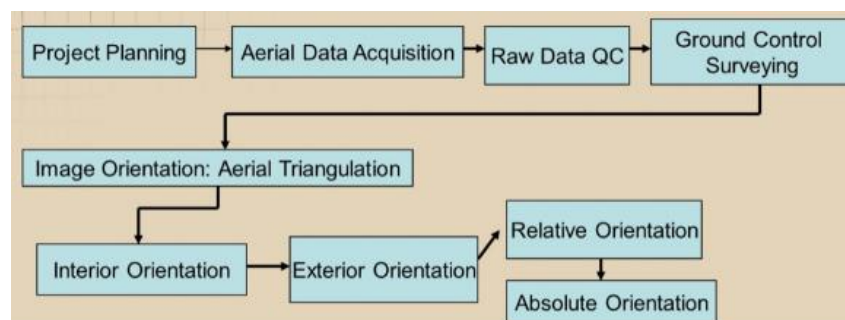 Project Planning
Aerial Data Acquisition
Raw Data QC
Ground Control
Surveying
Image Orientation: Aerial Triangulation
Interior Orientation
Exterior Orientation
Relative Orientation
Absolute Orientation